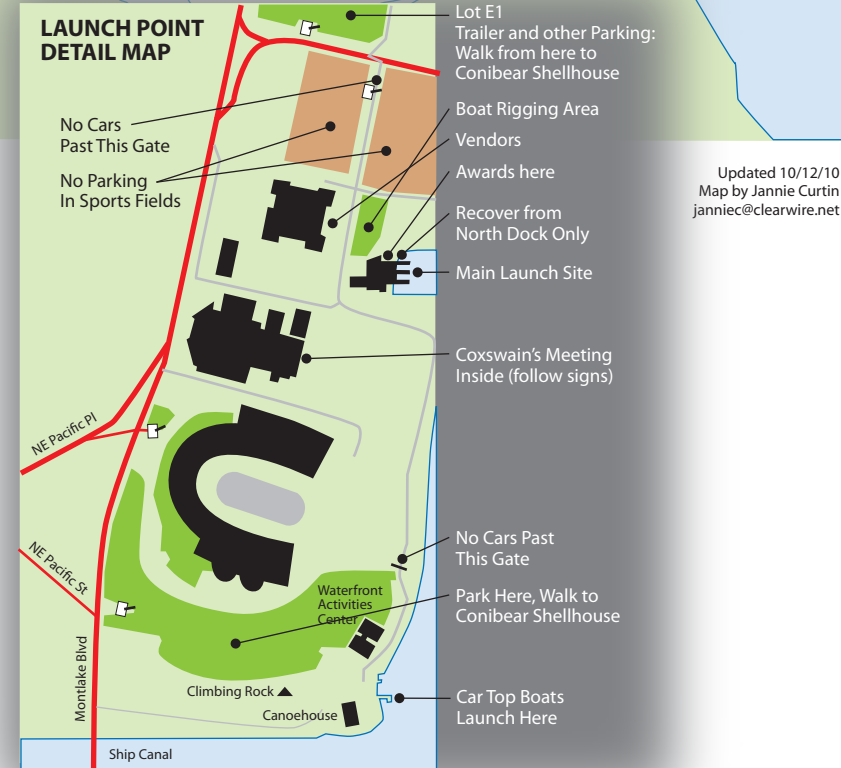 LAUNCH POINT
DETAIL MAP
Lot E1
Trailer and other Parking:
Walk from here to
Conibear Shellhouse
No Cars
Past This Gate
No Parking
In Sports Fields
Boat Rigging Area
Vendors
Awards here
Recover from
North Dock Only
Main Launch Site
Updated 10/12/10
Map by Jannie Curtin
janniec@clearwire.net
Coxswain's Meeting
Inside (follow signs)
NE Pacific Pl
NE Pacific St
No Cars Past
This Gate
Waterfront
Activities
Center
Park Here, Walk to
Conibear Shellhouse
Montlake Blvd
Climbing Rock
Canoehouse
Car Top Boats
Launch Here
Ship Canal